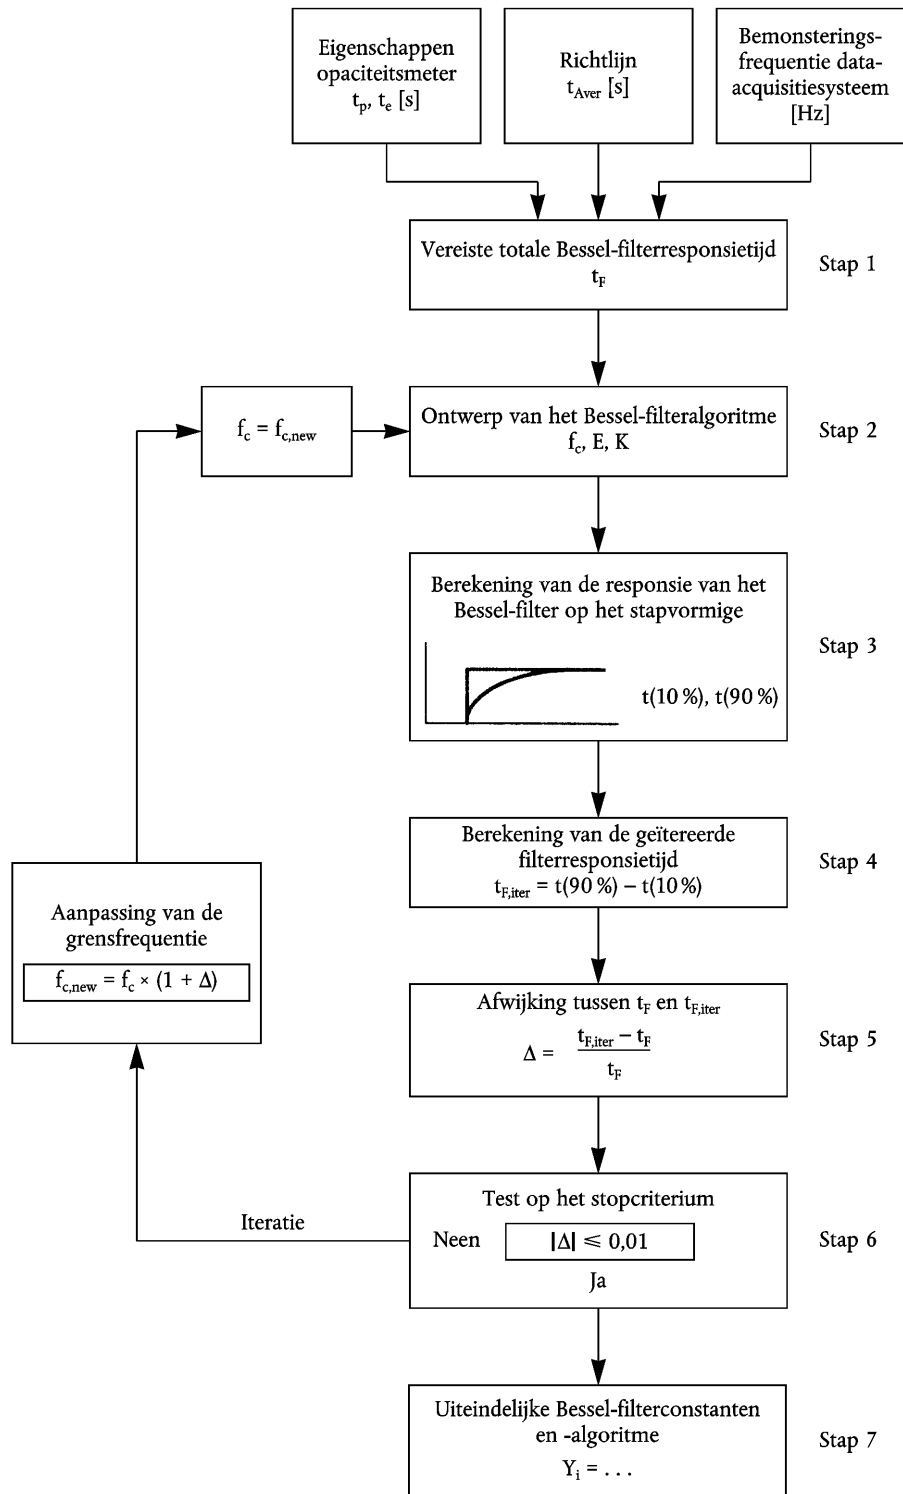 Eigenschappen
opaciteitsmeter
tp, te [s]
Richtlijn
tAver [s]
Bemonsterings-
frequentie data-
acquisitiesysteem
[Hz]
Vereiste totale Bessel-filterresponsietijd
tF
Stap 1
fc = fc,new
Ontwerp van het Bessel-filteralgoritme
fc, E, K
Stap 2
Berekening van de responsie van het
Bessel-filter op het stapvormige
t(10 %), t(90 %)
Stap 3
Berekening van de geïtereerde
filterresponsietijd
tF,iter = t(90 %) – t(10 %)
Stap 4
Aanpassing van de
grensfrequentie
fc,new = fc × (1 + Δ)
Afwijking tussen tF en tF,iter
Δ = (tF,iter – tF) / tF
Stap 5
Iteratie
Test op het stopcriterium
Neen
|Δ| ⩽ 0,01
Ja
Stap 6
Uiteindelijke Bessel-filterconstanten
en -algoritme
Yi = . . .
Stap 7